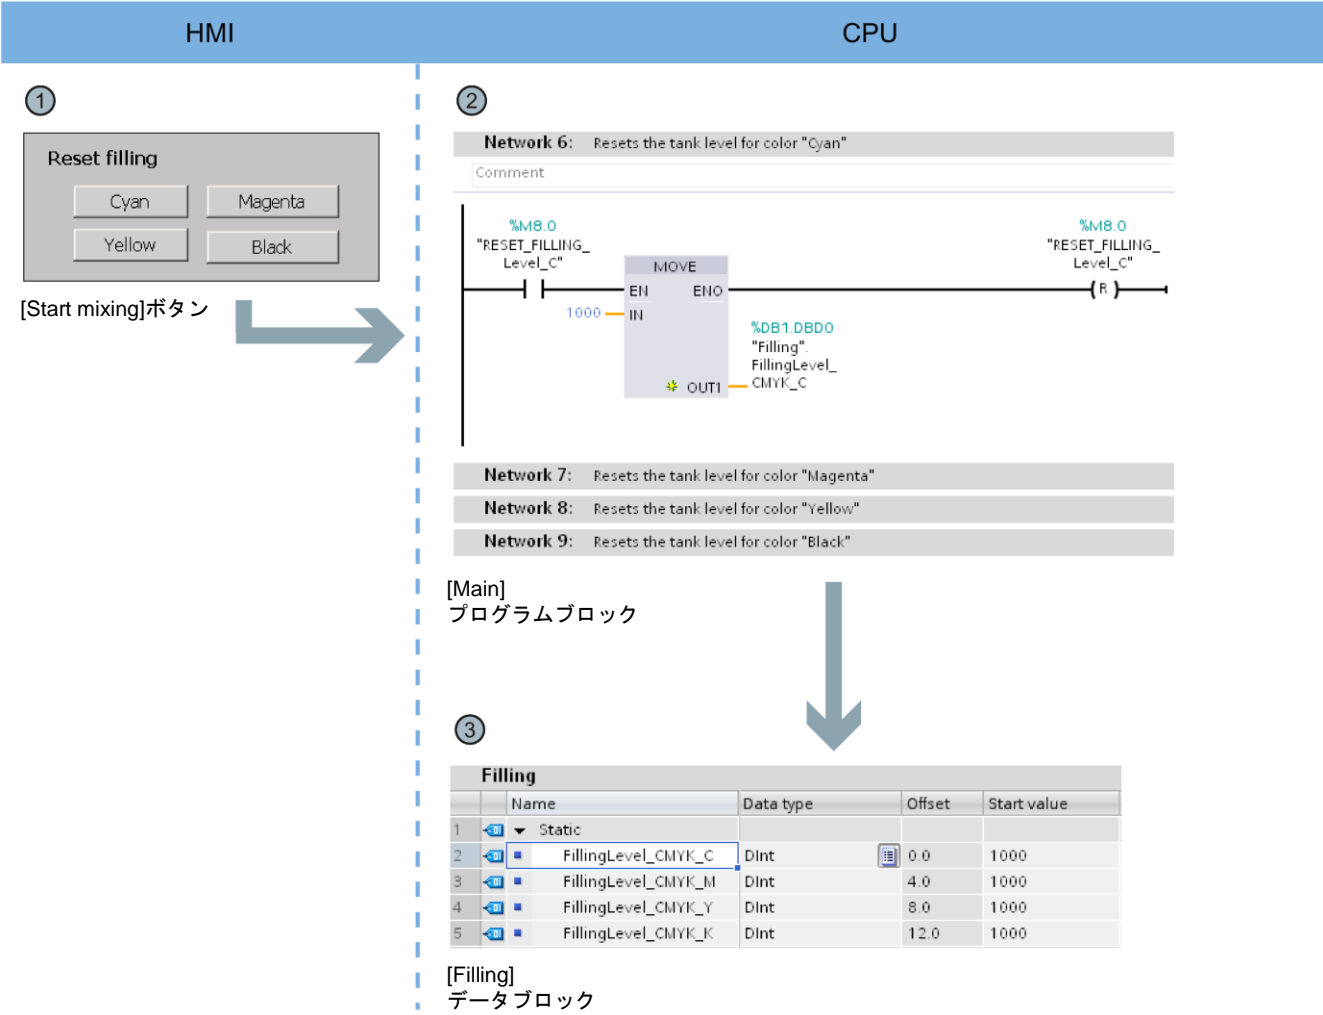 HMI
CPU
1
Reset filling
Cyan
Magenta
Yellow
Black
[Start mixing]ボタン
2
Network 6: Resets the tank level for color "Cyan"
Comment
%M8.0
"RESET_FILLING_
Level_C"
%M8.0
"RESET_FILLING_
Level_C"
MOVE
EN ENO
R
1000 IN
%DB1.DBD0
"Filling".
FillingLevel_
CMYK_C
OUT1
Network 7: Resets the tank level for color "Magenta"
Network 8: Resets the tank level for color "Yellow"
Network 9: Resets the tank level for color "Black"
[Main]
プログラムブロック
3
Filling
Name Data type Offset Start value
1 Static
2 FillingLevel_CMYK_C DInt 0.0 1000
3 FillingLevel_CMYK_M DInt 4.0 1000
4 FillingLevel_CMYK_Y DInt 8.0 1000
5 FillingLevel_CMYK_K DInt 12.0 1000
[Filling]
データブロック